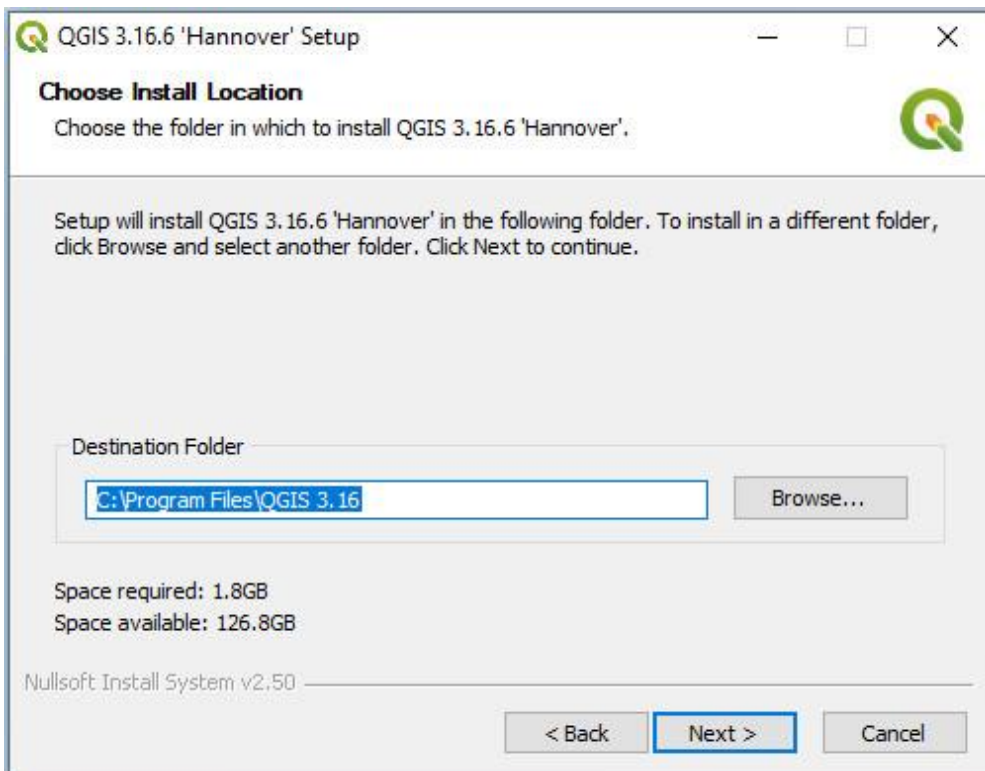 QGIS 3.16.6 'Hannover' Setup
Choose Install Location
Choose the folder in which to install QGIS 3.16.6 'Hannover'.
Setup will install QGIS 3.16.6 'Hannover' in the following folder. To install in a different folder,
click Browse and select another folder. Click Next to continue.
Destination Folder
C:\Program Files\QGIS 3.16
Browse...
Space required: 1.8GB
Space available: 126.8GB
Nullsoft Install System v2.50
< Back Next > Cancel